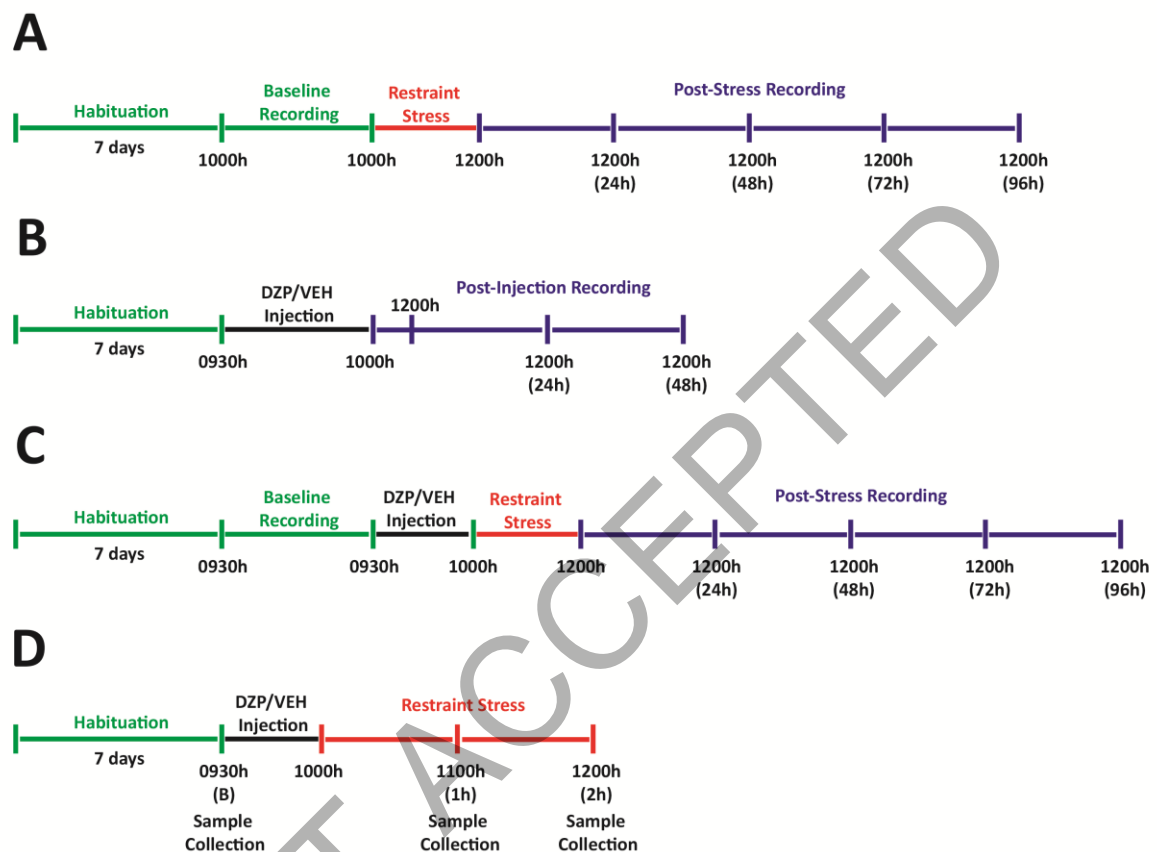 A
Habituation
Baseline
Recording
Restraint
Stress
Post-Stress Recording
7 days
1000h
1000h
1200h
1200h
(24h)
1200h
(48h)
1200h
(72h)
1200h
(96h)
B
Habituation
DZP/VEH
Injection
1200h
Post-Injection Recording
7 days
0930h
1000h
1200h
(24h)
1200h
(48h)
C
Habituation
Baseline
Recording
DZP/VEH
Injection
Restraint
Stress
Post-Stress Recording
7 days
0930h
0930h
1000h
1200h
1200h
(24h)
1200h
(48h)
1200h
(72h)
1200h
(96h)
D
Habituation
DZP/VEH
Injection
Restraint Stress
7 days
0930h
(B)
Sample
Collection
1000h
1100h
(1h)
Sample
Collection
1200h
(2h)
Sample
Collection
ACCEPTED